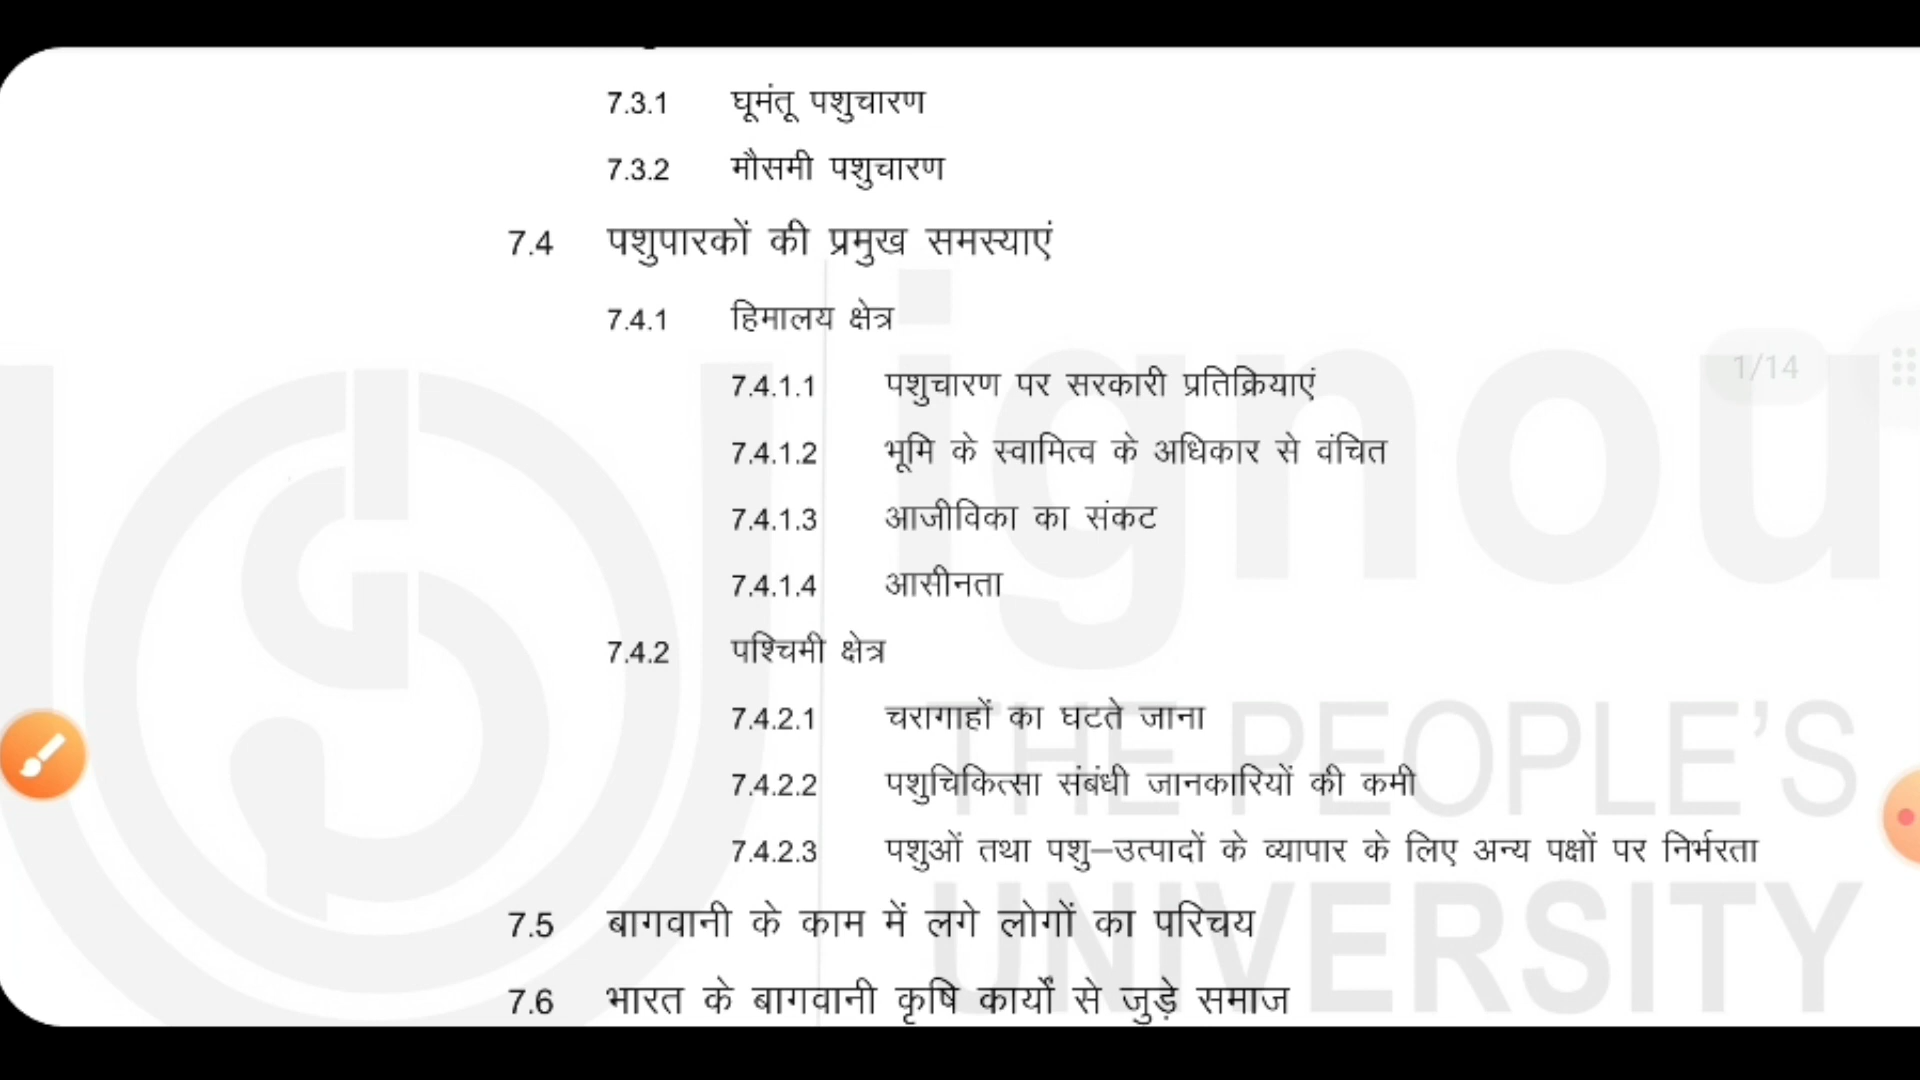 7.3.1 घूमंतू पशुचारण
7.3.2 मौसमी पशुचारण
7.4 पशुपारकों की प्रमुख समस्याएं
7.4.1 हिमालय क्षेत्र
7.4.1.1 पशुचारण पर सरकारी प्रतिक्रियाएं
1/14
7.4.1.2 भूमि के स्वामित्व के अधिकार से वंचित
7.4.1.3 आजीविका का संकट
7.4.1.4 आसीनता
7.4.2 पश्चिमी क्षेत्र
7.4.2.1 चरागाहों का घटते जाना
7.4.2.2 पशुचिकित्सा संबंधी जानकारियों की कमी
7.4.2.3 पशुओं तथा पशु–उत्पादों के व्यापार के लिए अन्य पक्षों पर निर्भरता
7.5 बागवानी के काम में लगे लोगों का परिचय
7.6 भारत के बागवानी कृषि कार्यों से जुड़े समाज
ignou
THE PEOPLE'S
UNIVERSITY